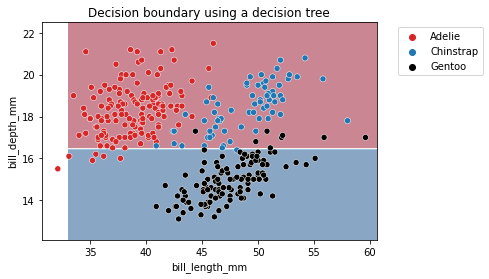 Decision boundary using a decision tree
Adelie
Chinstrap
Gentoo
bill_depth_mm
22
20
18
16
14
35
40
45
50
55
60
bill_length_mm